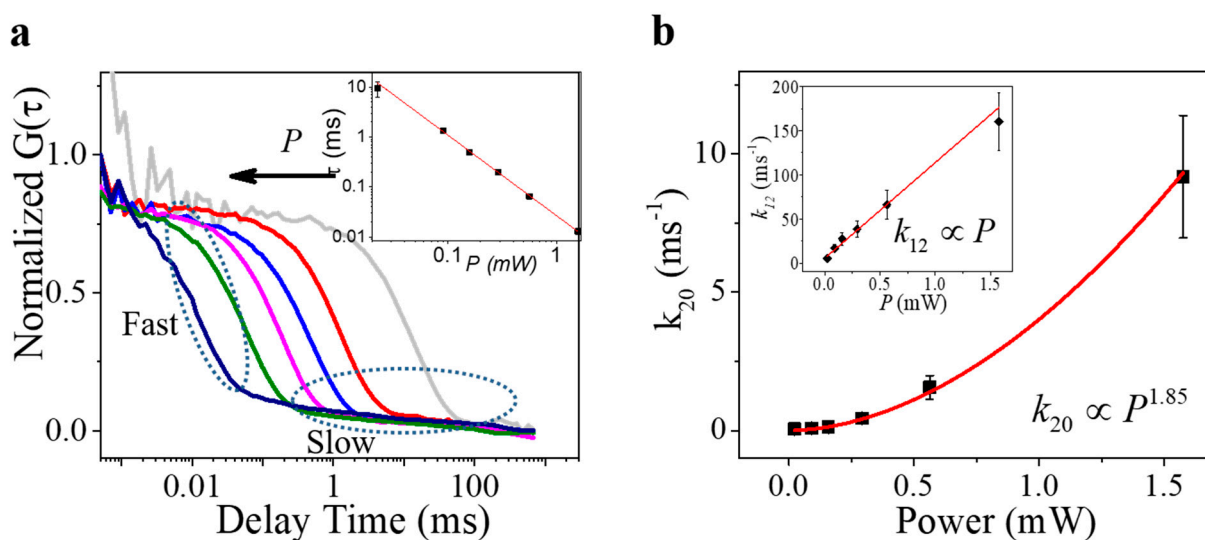 a
Normalized G(τ)
1.0
0.5
0.0
0.01
1
100
Delay Time (ms)
P
Fast
Slow
τ (ms)
10
1
0.1
0.01
0.1
1
P (mW)
b
k20 (ms-1)
10
5
0
0.0
0.5
1.0
1.5
Power (mW)
k20 ∝ P1.85
k12 (ms-1)
200
150
100
50
0
0.0
0.5
1.0
1.5
P (mW)
k12 ∝ P